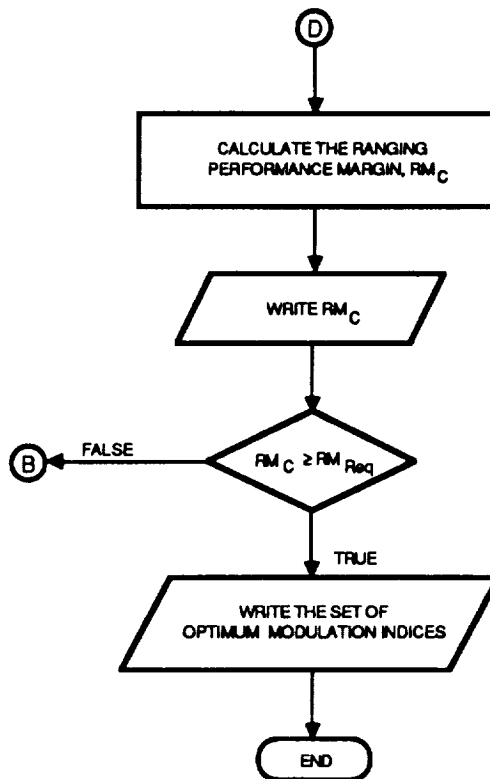 D
CALCULATE THE RANGING
PERFORMANCE MARGIN, RM C
WRITE RM C
B
FALSE
RM C ≥ RM Req
TRUE
WRITE THE SET OF
OPTIMUM MODULATION INDICES
END